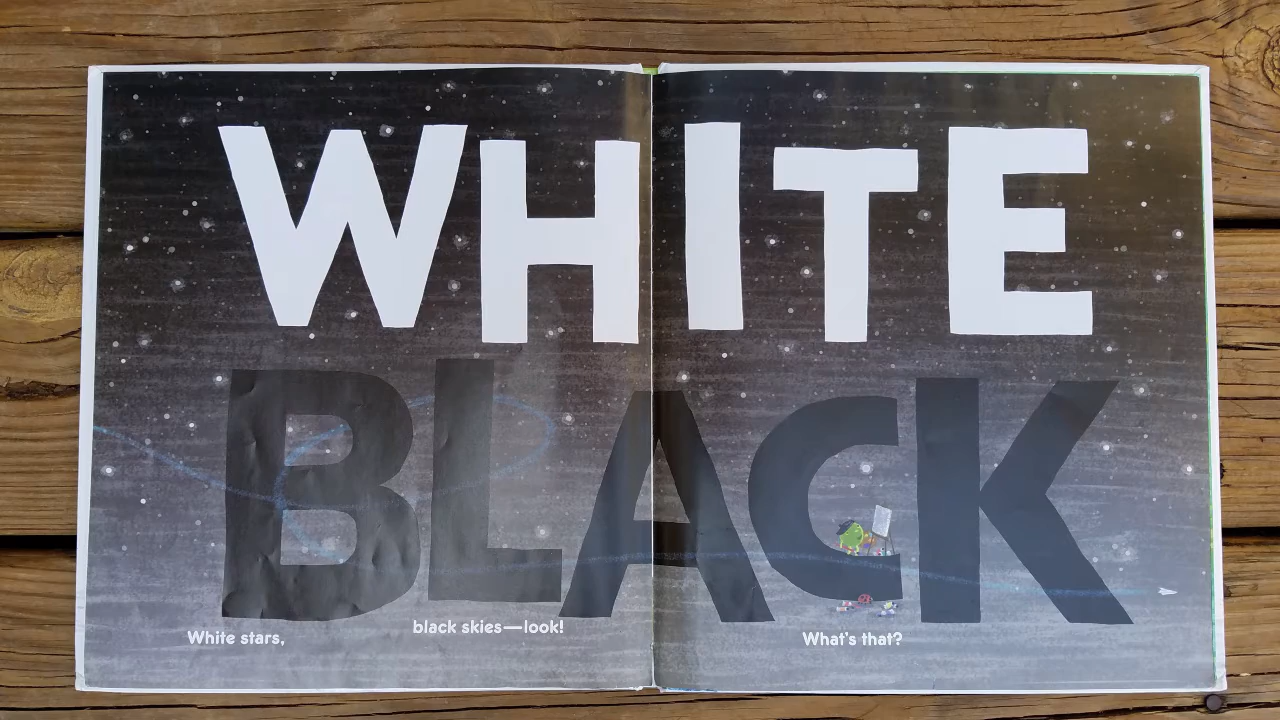 WHITE
BLACK
White stars,
black skies—look!
What's that?